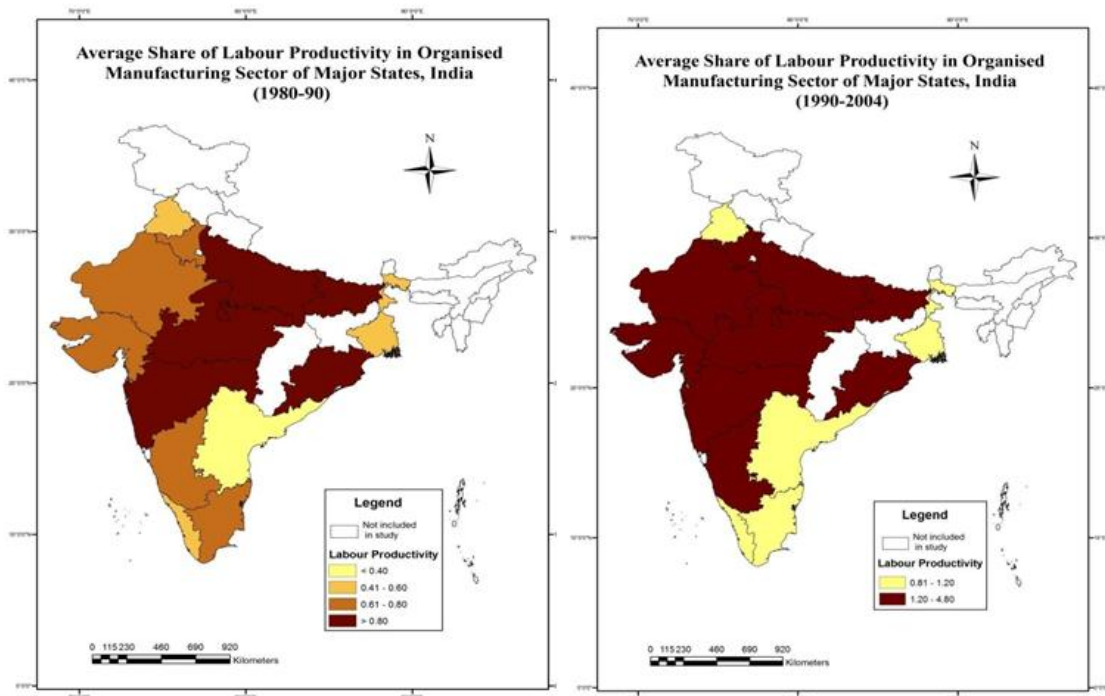 Average Share of Labour Productivity in Organised
Manufacturing Sector of Major States, India
(1980-90)
N
Legend
Not included
in study
Labour Productivity
< 0.40
0.41 - 0.60
0.61 - 0.80
> 0.80
0 115 230 460 690 920
Kilometers
Average Share of Labour Productivity in Organised
Manufacturing Sector of Major States, India
(1990-2004)
N
Legend
Not included
in study
Labour Productivity
0.81 - 1.20
1.20 - 4.80
0 115 230 460 690 920
Kilometers